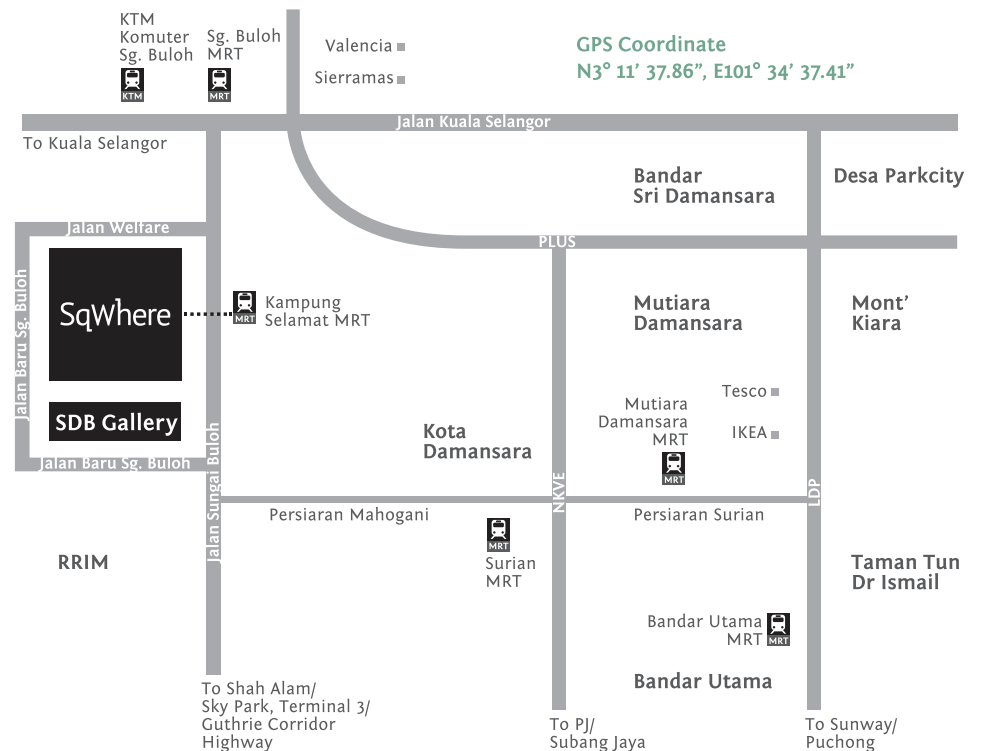 KTM
Komuter
Sg. Buloh
KTM
Sg. Buloh
MRT
MRT
Valencia
Sierramas
GPS Coordinate
N3° 11’ 37.86”, E101° 34’ 37.41”
Jalan Kuala Selangor
To Kuala Selangor
Bandar
Sri Damansara
Desa Parkcity
Jalan Welfare
PLUS
Jalan Baru Sg. Buloh
SqWhere
MRT
Kampung
Selamat MRT
Mutiara
Damansara
Mont’
Kiara
SDB Gallery
Jalan Baru Sg. Buloh
Jalan Sungai Buloh
Kota
Damansara
Tesco
Mutiara
Damansara
MRT
MRT
IKEA
NKVE
LDP
Persiaran Mahogani
Persiaran Surian
MRT
Surian
MRT
RRIM
Taman Tun
Dr Ismail
Bandar Utama
MRT
MRT
Bandar Utama
To Shah Alam/
Sky Park, Terminal 3/
Guthrie Corridor
Highway
To PJ/
Subang Jaya
To Sunway/
Puchong